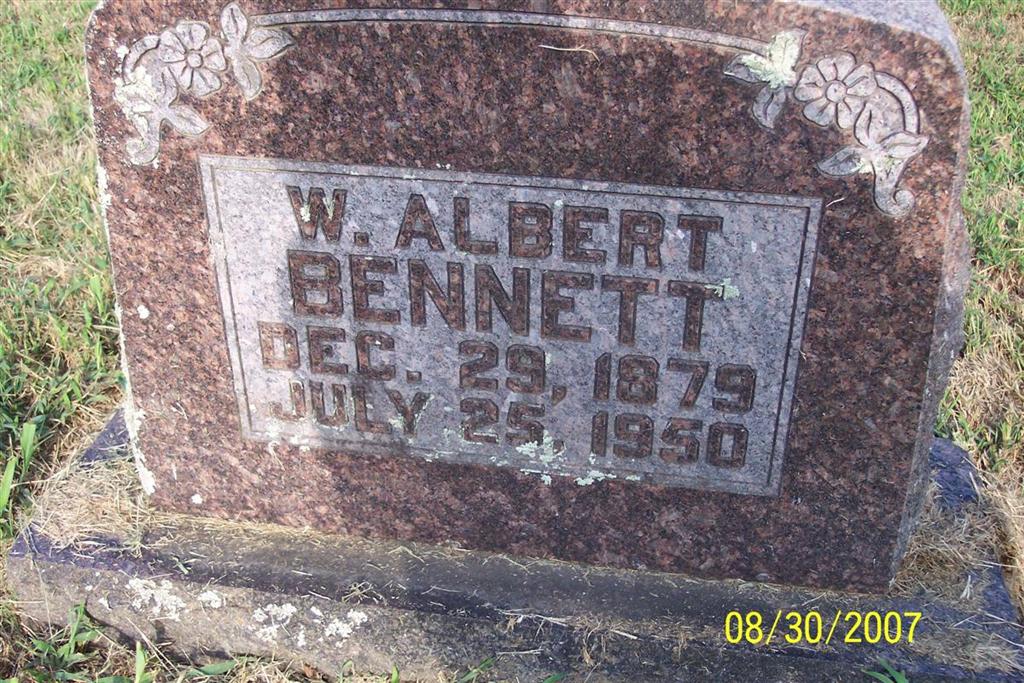 W. ALBERT
BENNETT
DEC. 29, 1879
JULY 25, 1950
08/30/2007